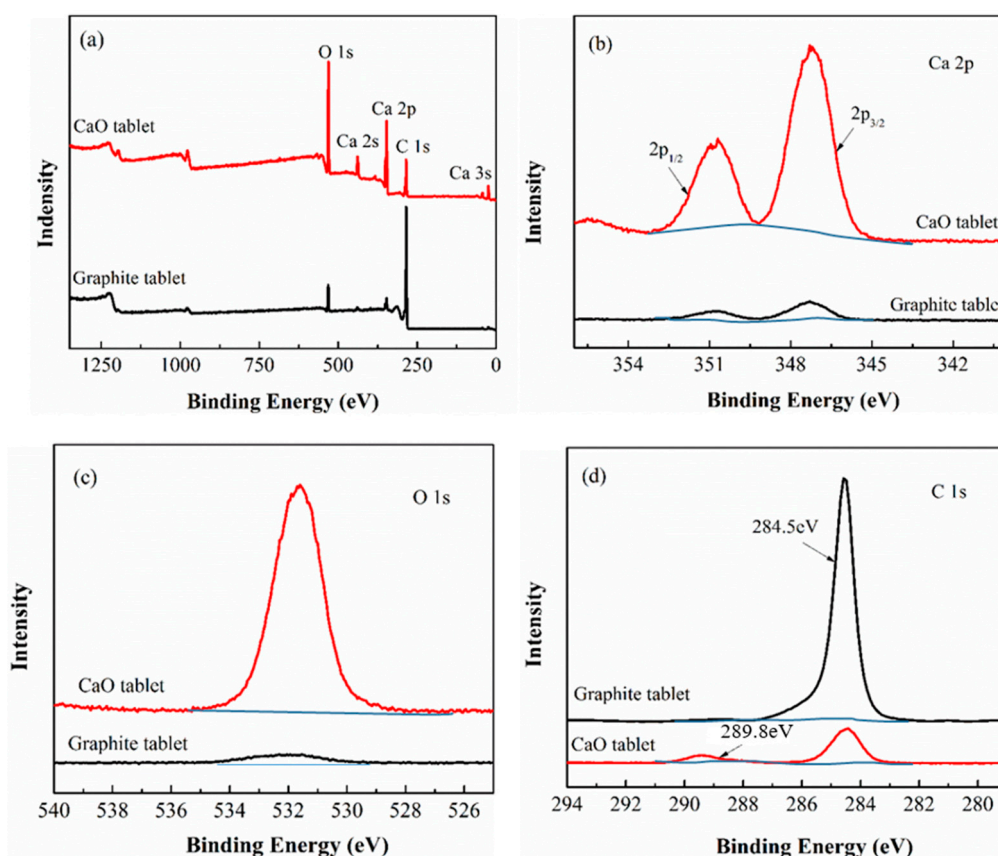 (a)
O 1s
Ca 2p
CaO tablet
Ca 2s
C 1s
Ca 3s
Graphite tablet
Indensity
1250 1000 750 500 250 0
Binding Energy (eV)
(b)
Ca 2p
2p3/2
2p1/2
CaO tablet
Graphite table
Intensity
354 351 348 345 342
Binding Energy (eV)
(c)
O 1s
CaO tablet
Graphite tablet
Intensity
540 538 536 534 532 530 528 526
Binding Energy (eV)
(d)
C 1s
284.5eV
Graphite tablet
289.8eV
CaO tablet
Intensity
294 292 290 288 286 284 282 280
Binding Energy (eV)